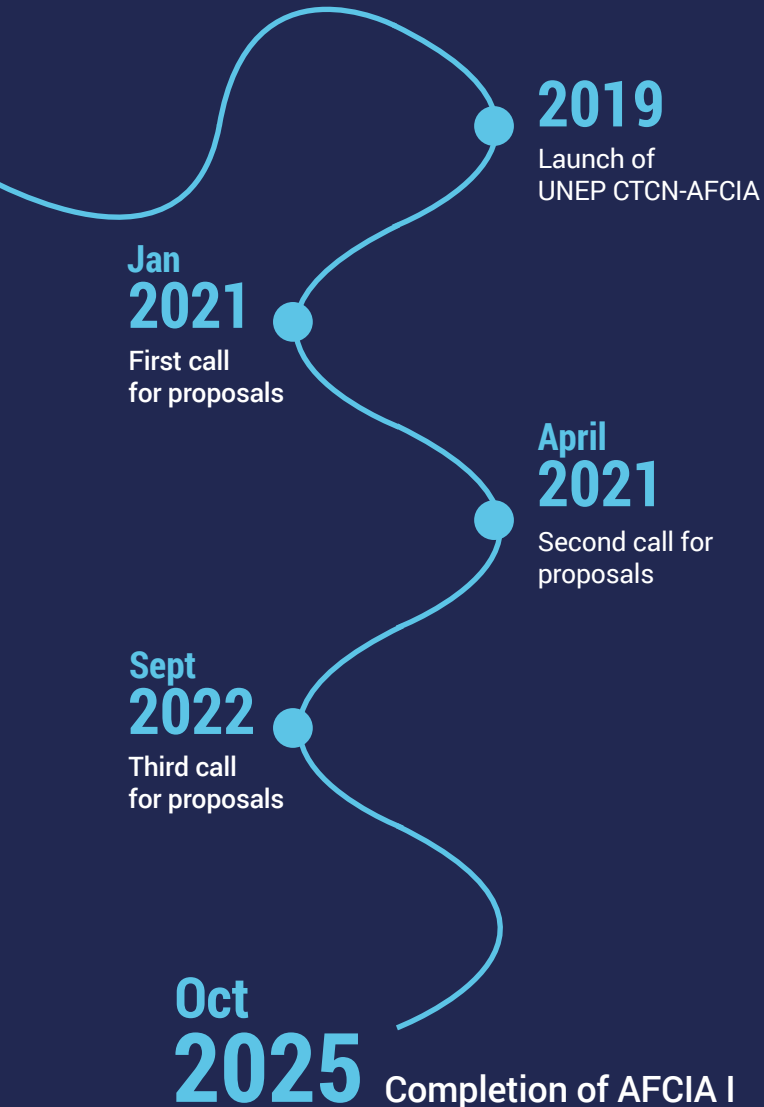 2019
Launch of
UNEP CTCN-AFCIA
Jan
2021
First call
for proposals
April
2021
Second call for
proposals
Sept
2022
Third call
for proposals
Oct
2025 Completion of AFCIA I